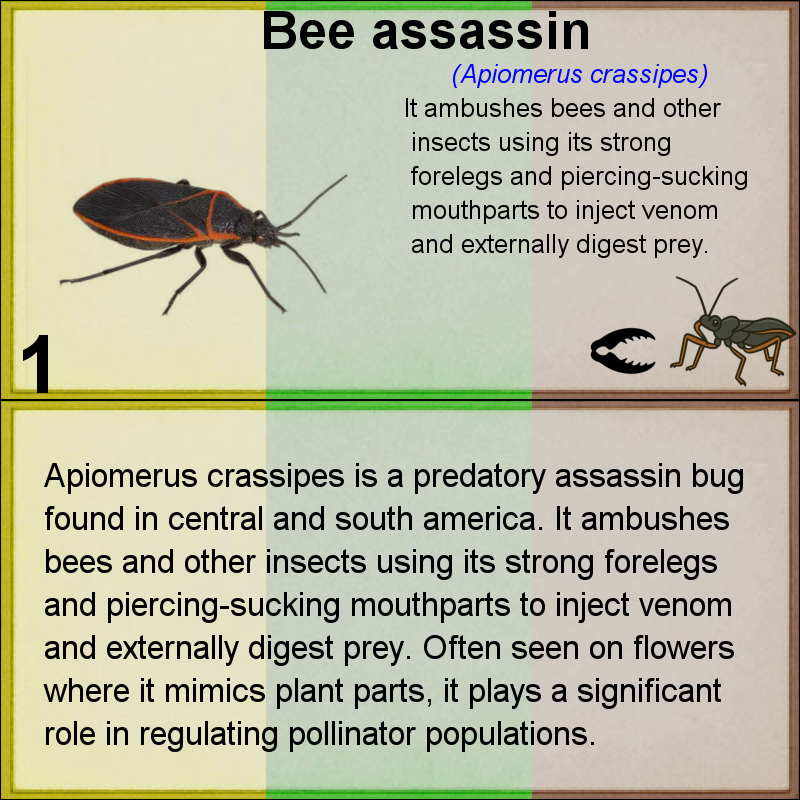 Bee assassin
(Apiomerus crassipes)
It ambushes bees and other
insects using its strong
forelegs and piercing-sucking
mouthparts to inject venom
and externally digest prey.
1
Apiomerus crassipes is a predatory assassin bug
found in central and south america. It ambushes
bees and other insects using its strong forelegs
and piercing-sucking mouthparts to inject venom
and externally digest prey. Often seen on flowers
where it mimics plant parts, it plays a significant
role in regulating pollinator populations.